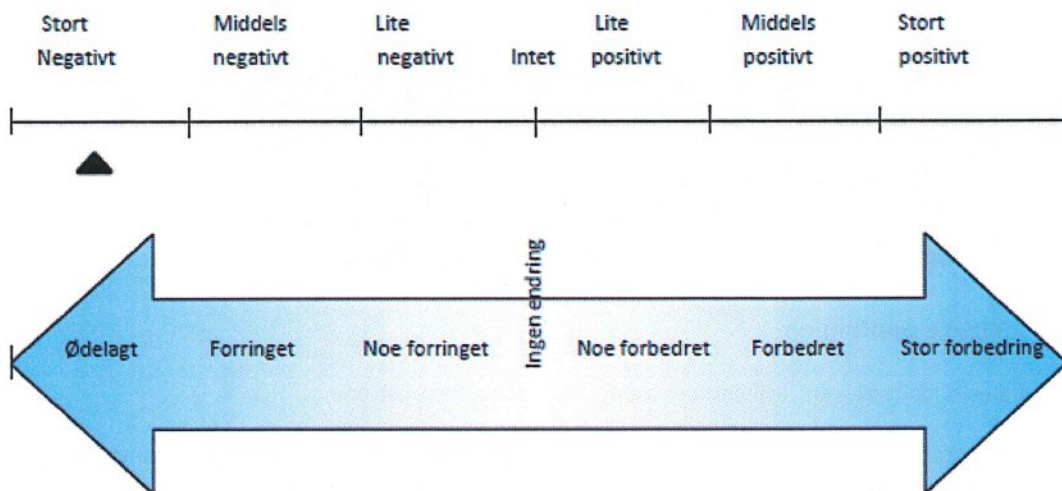 Stort Middels Lite Lite Middels Stort
Negativt negativt negativt Intet positivt positivt positivt
Ingen endring
Ødelagt Forringet Noe forringet Noe forbedret Forbedret Stor forbedring